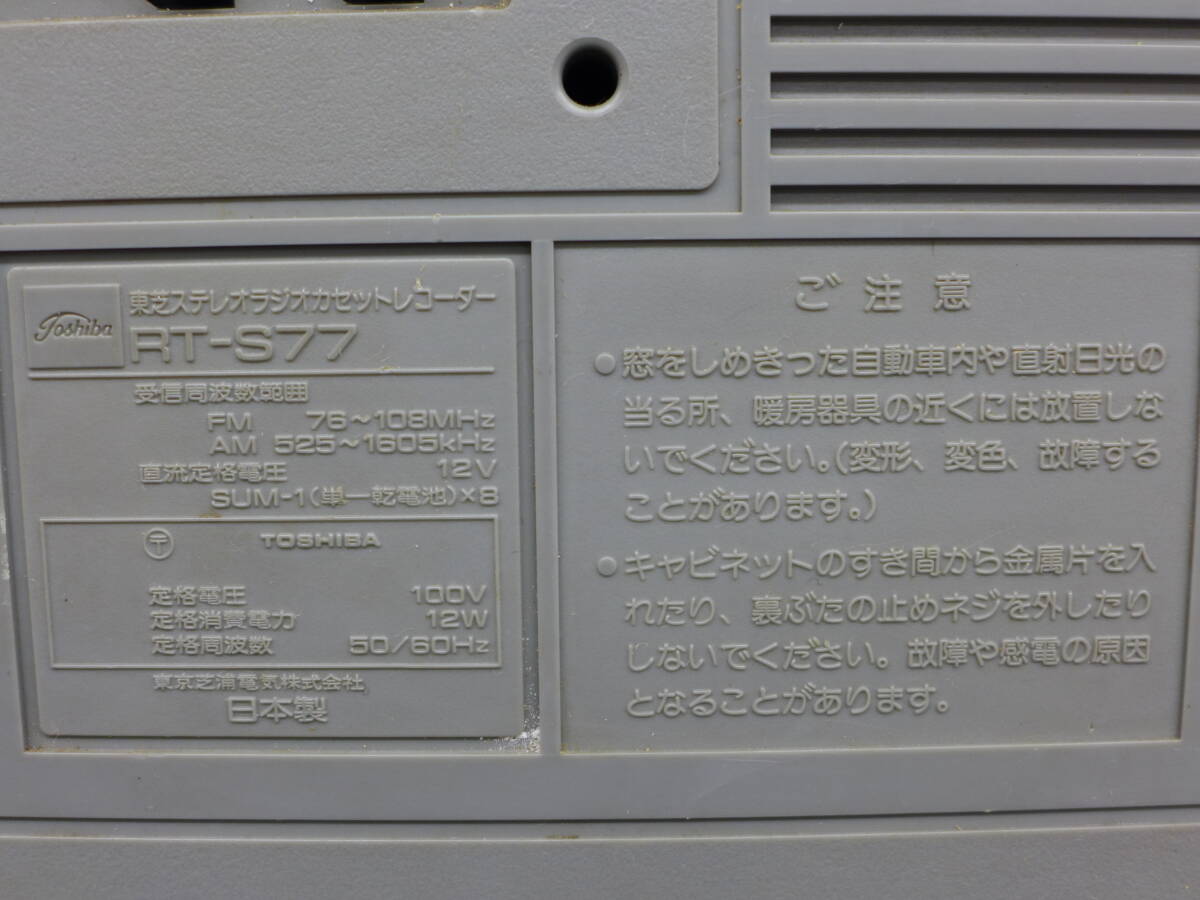 Toshiba
東芝ステレオラジオカセットレコーダー
RT-S77
受信周波数範囲
FM 76~108MHz
AM 525~1605kHz
直流定格電圧 12V
SUM-1(単一乾電池)×8
〒 TOSHIBA
定格電圧 100V
定格消費電力 12W
定格周波数 50/60Hz
東京芝浦電気株式会社
日本製
ご注意
●窓をしめきった自動車内や直射日光の
当る所、暖房器具の近くには放置しな
いでください。(変形、変色、故障する
ことがあります。)
●キャビネットのすき間から金属片を入
れたり、裏ぶたの止めネジを外したり
しないでください。故障や感電の原因
となることがあります。